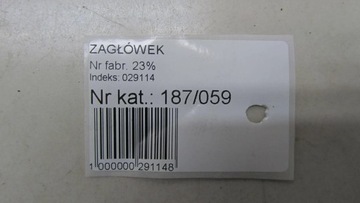 ZAGŁÓWEK
Nr fabr. 23%
Indeks: 029114
Nr kat.: 187/059
1 000000 291148